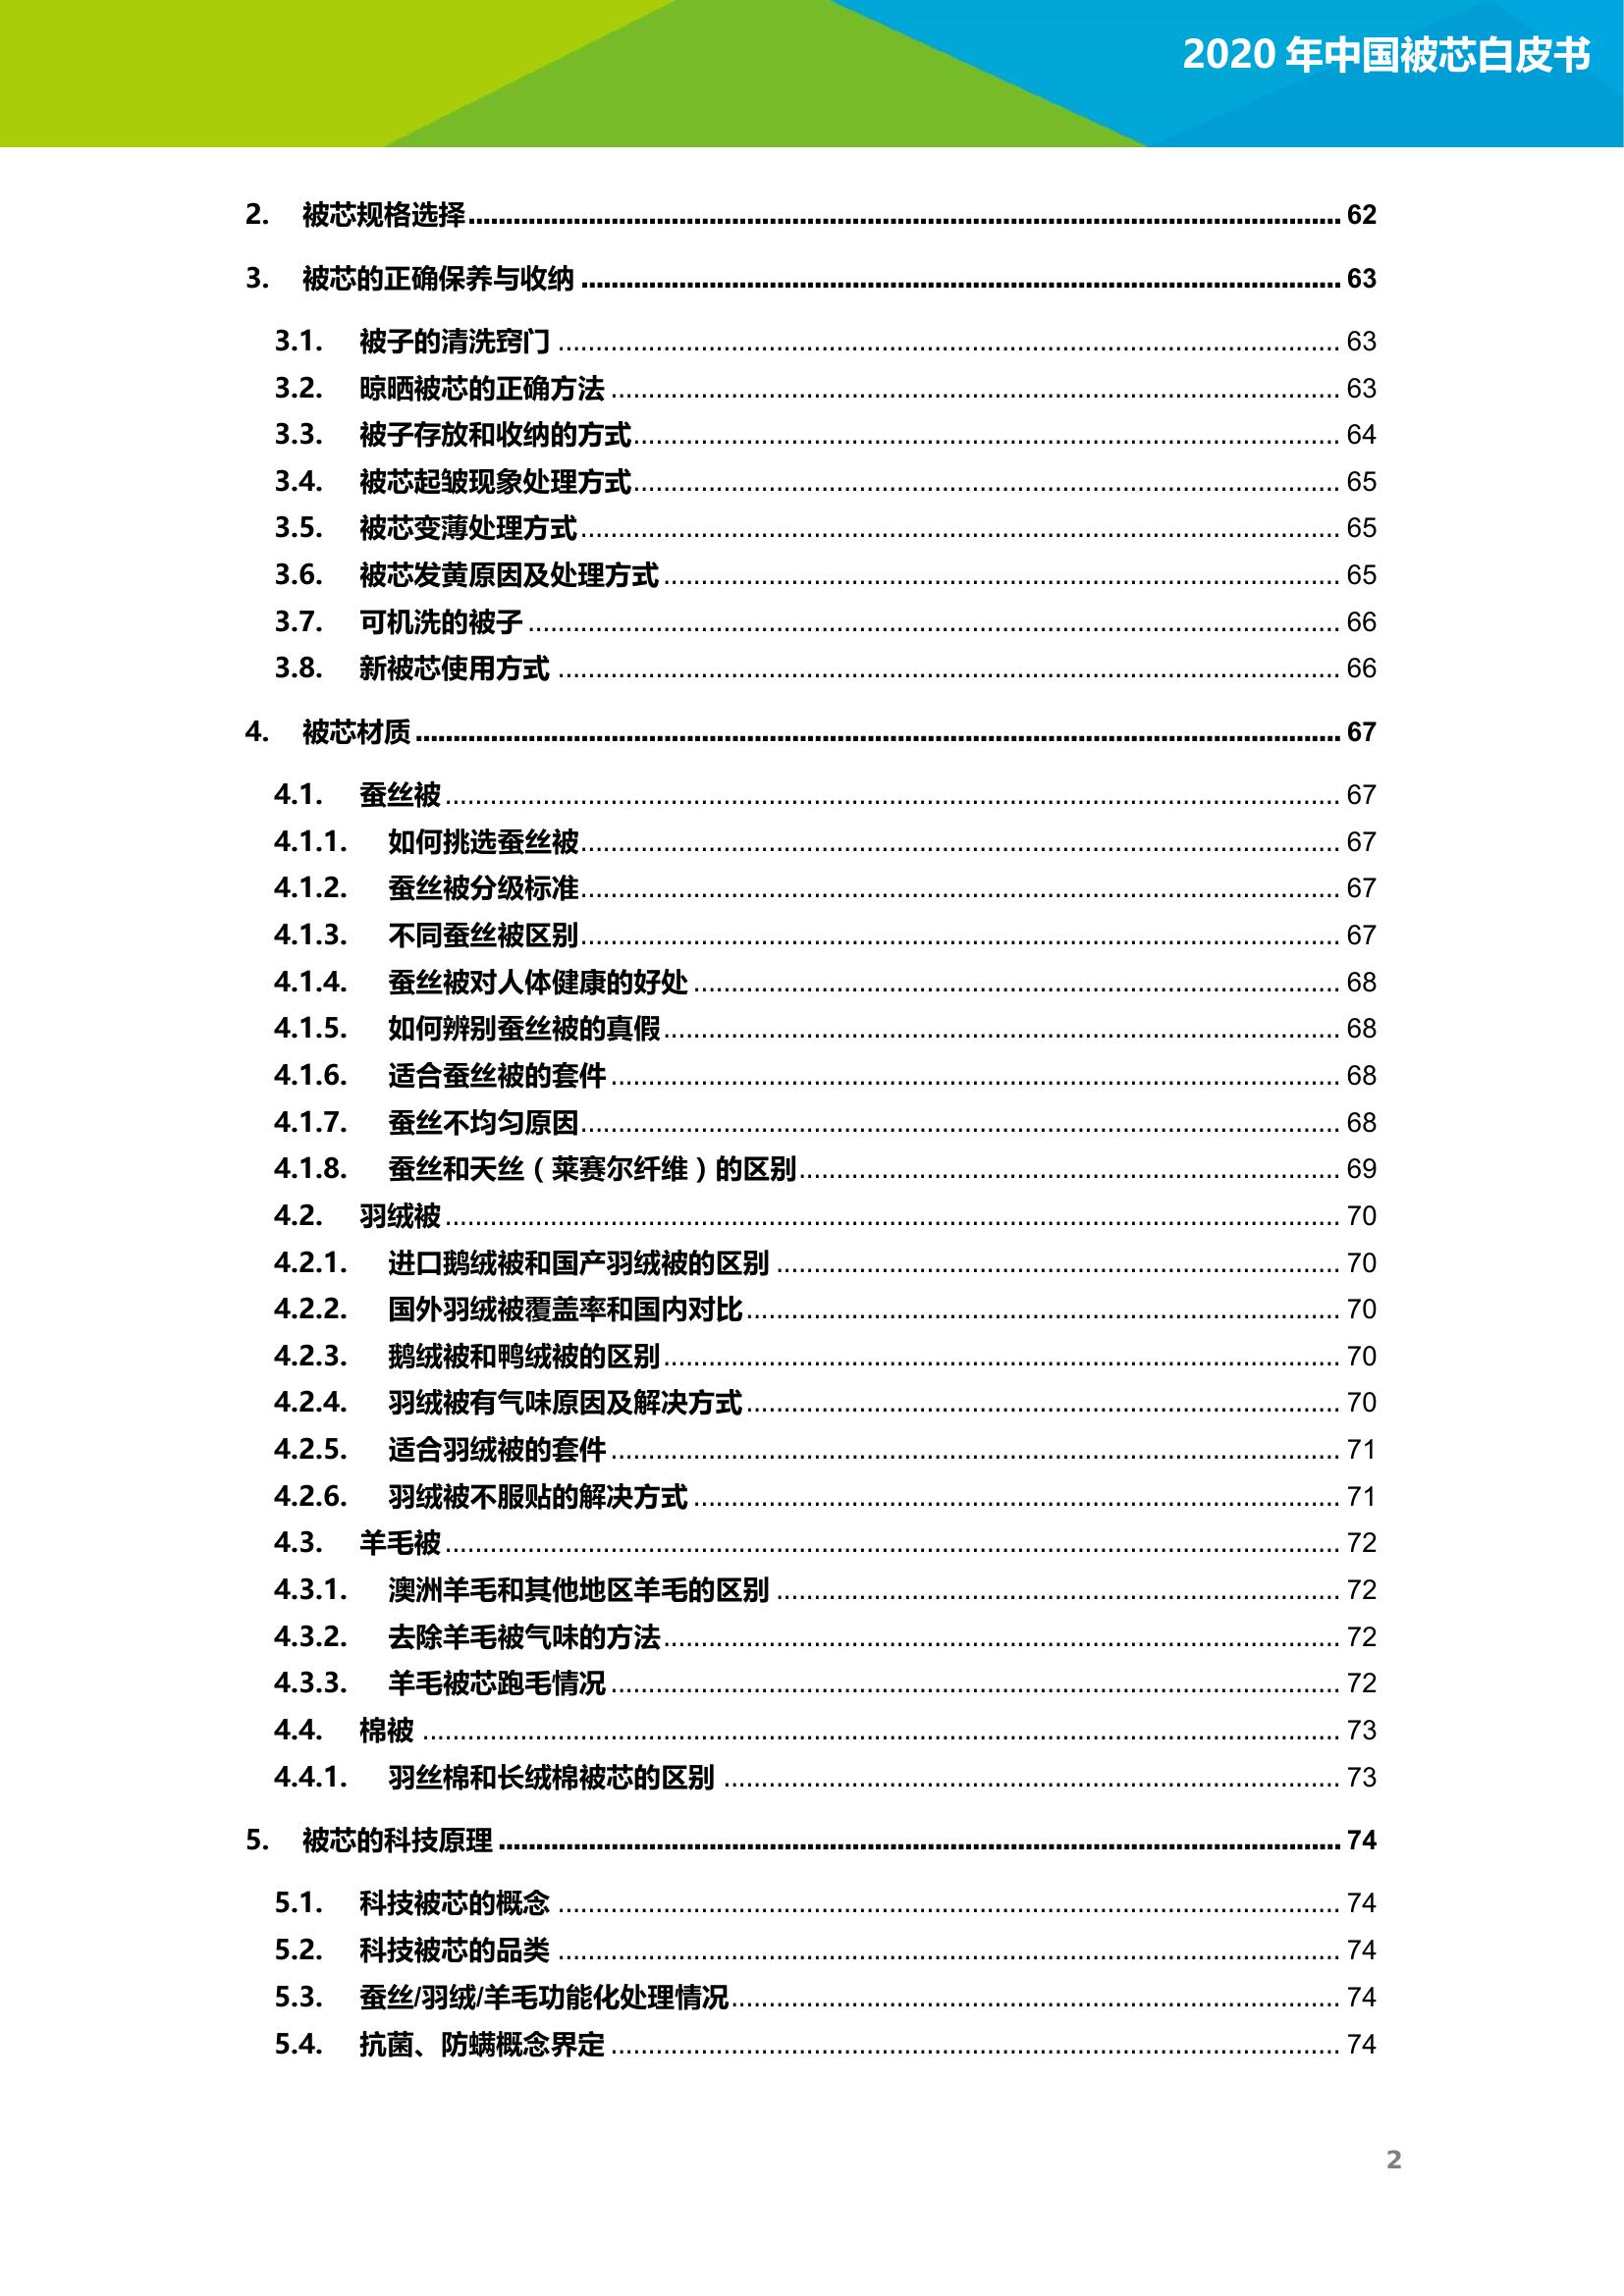 2020 年中国被芯白皮书
2. 被芯规格选择 62
3. 被芯的正确保养与收纳 63
3.1. 被子的清洗窍门 63
3.2. 晾晒被芯的正确方法 63
3.3. 被子存放和收纳的方式 64
3.4. 被芯起皱现象处理方式 65
3.5. 被芯变薄处理方式 65
3.6. 被芯发黄原因及处理方式 65
3.7. 可机洗的被子 66
3.8. 新被芯使用方式 66
4. 被芯材质 67
4.1. 蚕丝被 67
4.1.1. 如何挑选蚕丝被 67
4.1.2. 蚕丝被分级标准 67
4.1.3. 不同蚕丝被区别 67
4.1.4. 蚕丝被对人体健康的好处 68
4.1.5. 如何辨别蚕丝被的真假 68
4.1.6. 适合蚕丝被的套件 68
4.1.7. 蚕丝不均匀原因 68
4.1.8. 蚕丝和天丝（莱赛尔纤维）的区别 69
4.2. 羽绒被 70
4.2.1. 进口鹅绒被和国产羽绒被的区别 70
4.2.2. 国外羽绒被覆盖率和国内对比 70
4.2.3. 鹅绒被和鸭绒被的区别 70
4.2.4. 羽绒被有气味原因及解决方式 70
4.2.5. 适合羽绒被的套件 71
4.2.6. 羽绒被不服贴的解决方式 71
4.3. 羊毛被 72
4.3.1. 澳洲羊毛和其他地区羊毛的区别 72
4.3.2. 去除羊毛被气味的方法 72
4.3.3. 羊毛被芯跑毛情况 72
4.4. 棉被 73
4.4.1. 羽丝棉和长绒棉被芯的区别 73
5. 被芯的科技原理 74
5.1. 科技被芯的概念 74
5.2. 科技被芯的品类 74
5.3. 蚕丝/羽绒/羊毛功能化处理情况 74
5.4. 抗菌、防螨概念界定 74
2